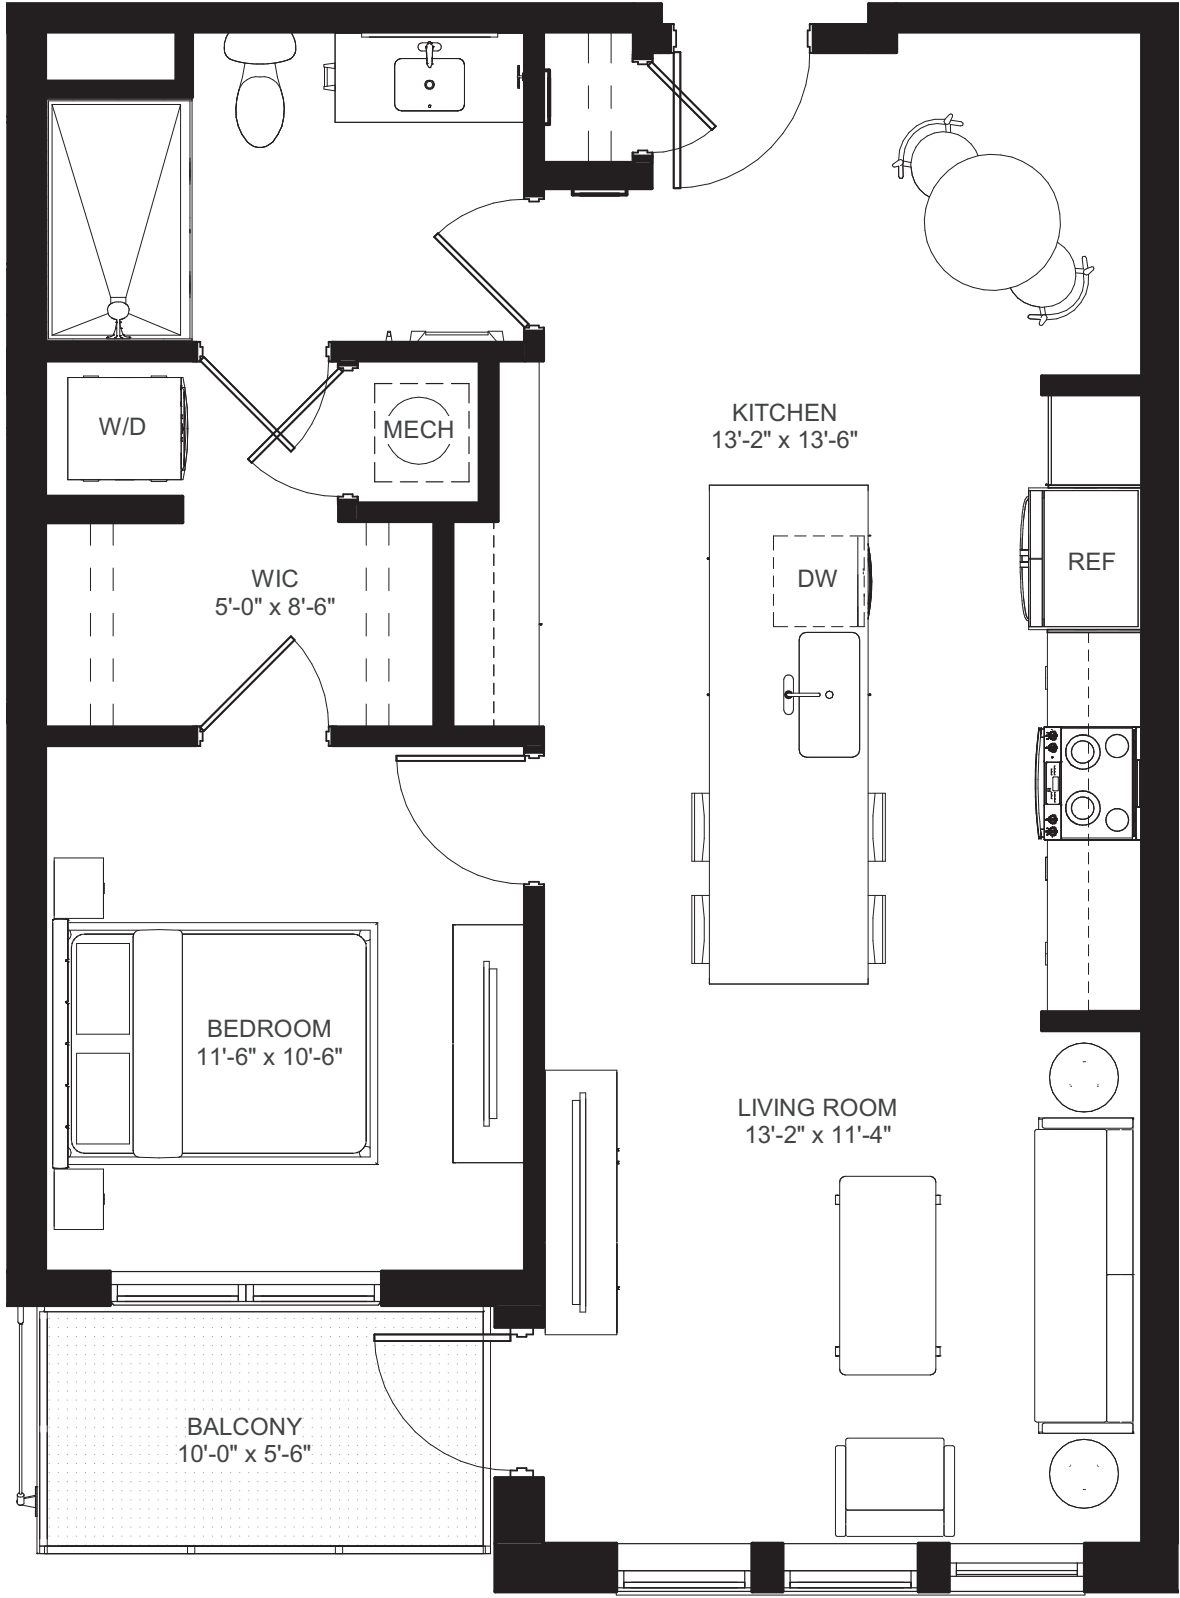 KITCHEN
13'-2" x 13'-6"
W/D
MECH
REF
DW
WIC
5'-0" x 8'-6"
BEDROOM
11'-6" x 10'-6"
LIVING ROOM
13'-2" x 11'-4"
BALCONY
10'-0" x 5'-6"